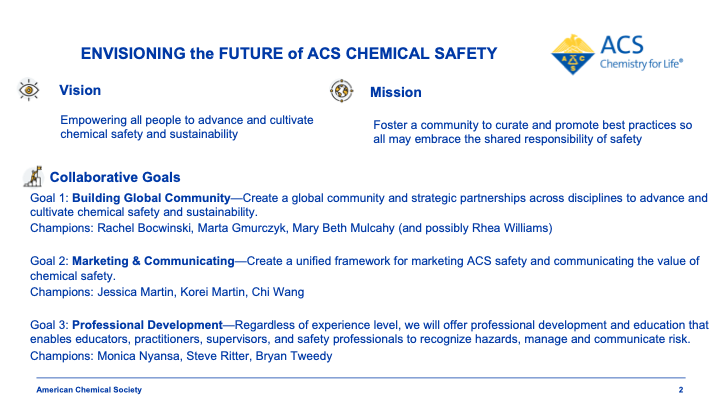 ENVISIONING the FUTURE of ACS CHEMICAL SAFETY
ACS
Chemistry for Life®
A C S
Vision
Empowering all people to advance and cultivate
chemical safety and sustainability
Mission
Foster a community to curate and promote best practices so
all may embrace the shared responsibility of safety
Collaborative Goals
Goal 1: Building Global Community—Create a global community and strategic partnerships across disciplines to advance and
cultivate chemical safety and sustainability.
Champions: Rachel Bocwinski, Marta Gmurczyk, Mary Beth Mulcahy (and possibly Rhea Williams)
Goal 2: Marketing & Communicating—Create a unified framework for marketing ACS safety and communicating the value of
chemical safety.
Champions: Jessica Martin, Korei Martin, Chi Wang
Goal 3: Professional Development—Regardless of experience level, we will offer professional development and education that
enables educators, practitioners, supervisors, and safety professionals to recognize hazards, manage and communicate risk.
Champions: Monica Nyansa, Steve Ritter, Bryan Tweedy
American Chemical Society
2